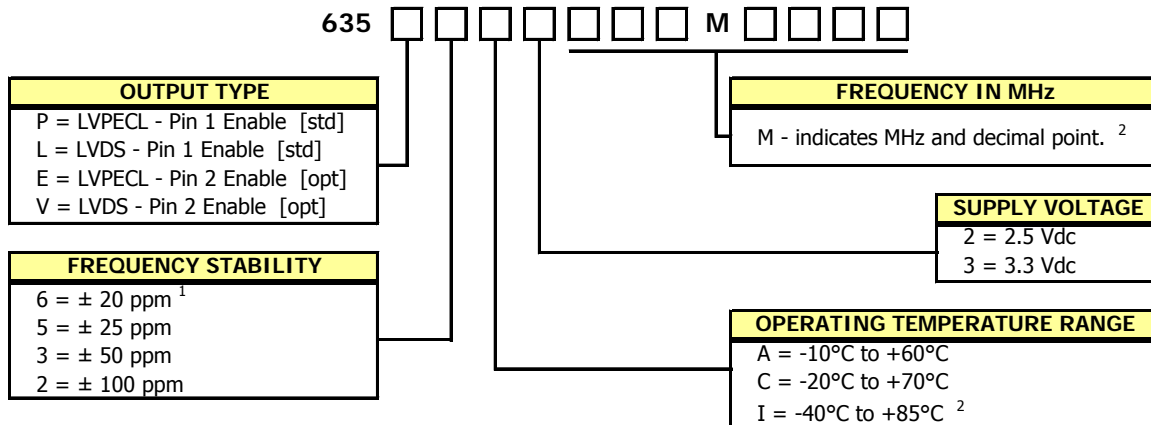 635 M
OUTPUT TYPE
P = LVPECL - Pin 1 Enable [std]
L = LVDS - Pin 1 Enable [std]
E = LVPECL - Pin 2 Enable [opt]
V = LVDS - Pin 2 Enable [opt]
FREQUENCY IN MHz
M - indicates MHz and decimal point. 2
SUPPLY VOLTAGE
2 = 2.5 Vdc
3 = 3.3 Vdc
FREQUENCY STABILITY
6 = ± 20 ppm 1
5 = ± 25 ppm
3 = ± 50 ppm
2 = ± 100 ppm
OPERATING TEMPERATURE RANGE
A = -10°C to +60°C
C = -20°C to +70°C
I = -40°C to +85°C 2